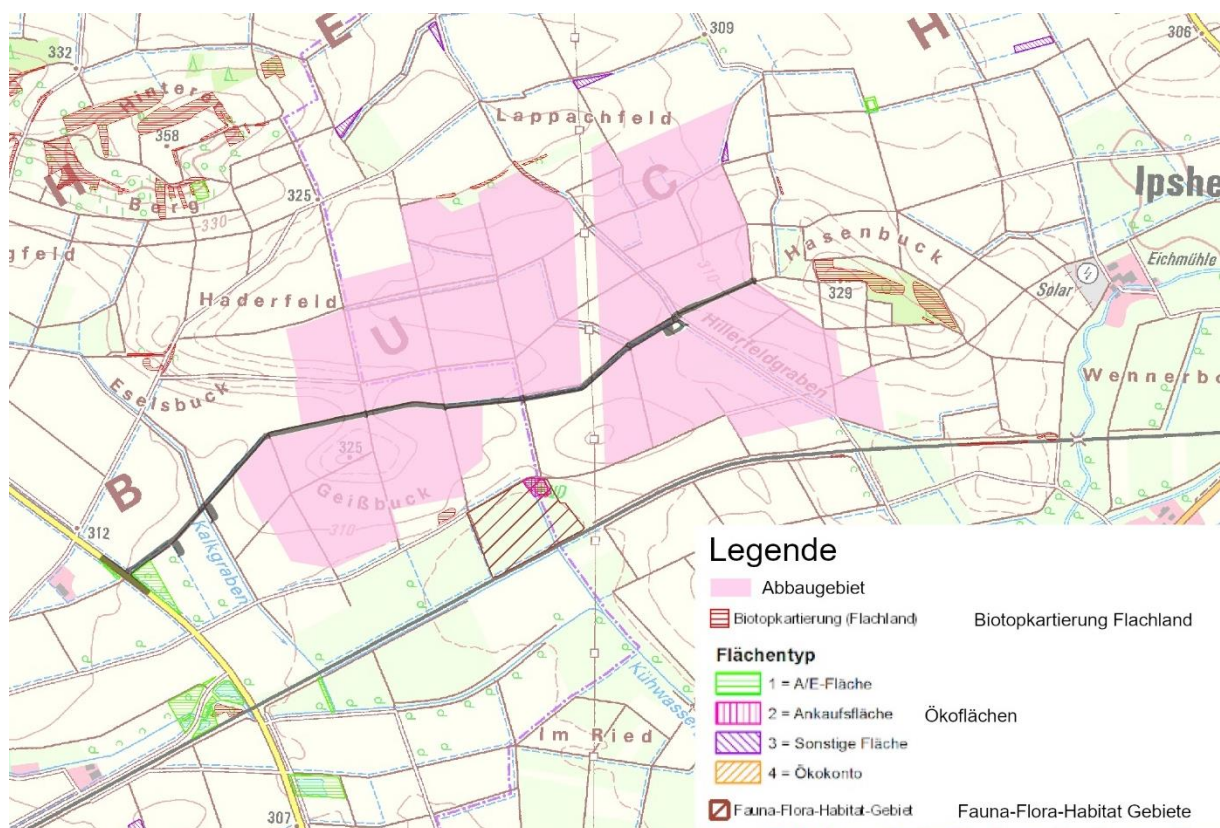 E
H
332
309
306
Hinterer
358
Lappachfeld
H
Berg
325
330
C
Ipshe
gfeld
Hasenbuck
Eichmühle
310
Solar
329
Haderfeld
U
Hillerfeldgraben
Eselsbuck
Wennerbo
325
B
Geißbuck
312
310
Kalkgraben
Kühwasser
Im Ried
307
Legende
Abbaugebiet
Biotopkartierung (Flachland) Biotopkartierung Flachland
Flächentyp
1 = A/E-Fläche
2 = Ankaufsfläche Ökoflächen
3 = Sonstige Fläche
4 = Ökokonto
Fauna-Flora-Habitat-Gebiet Fauna-Flora-Habitat Gebiete